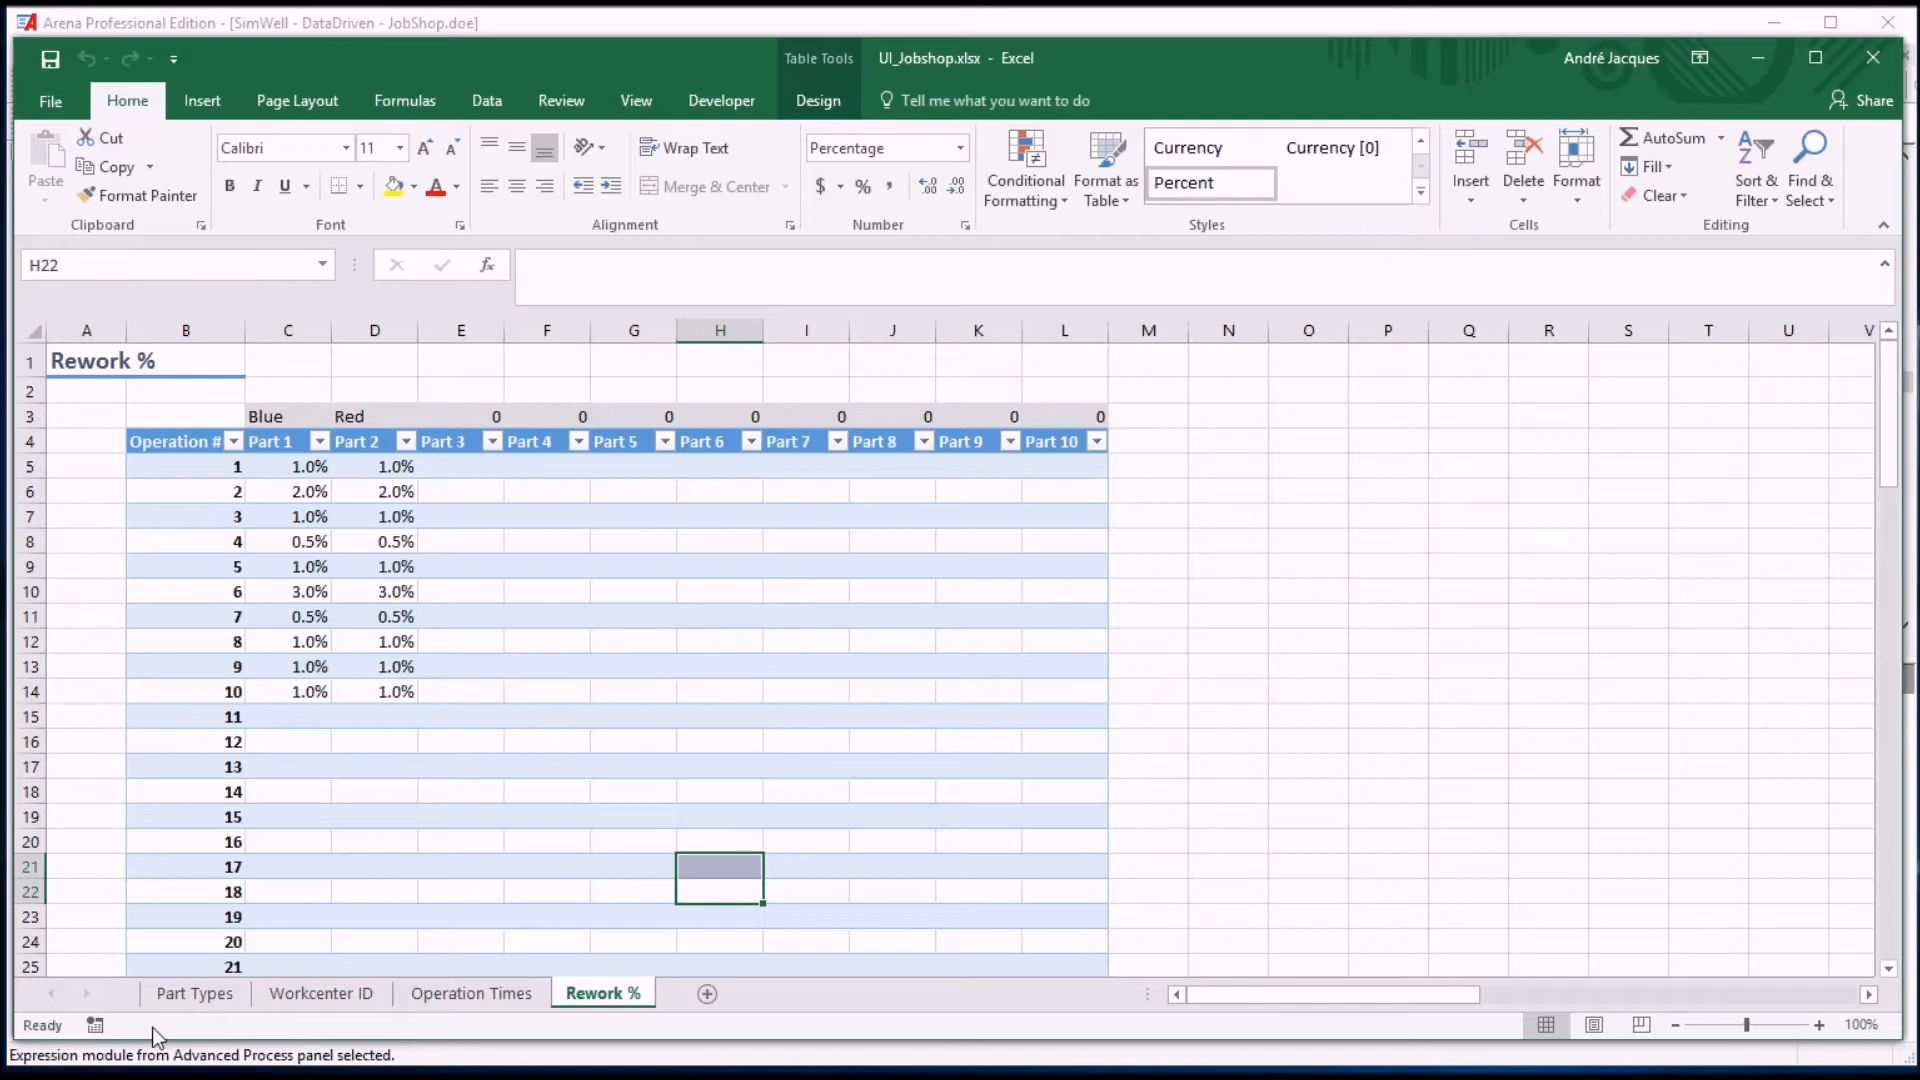 Arena Professional Edition - [SimWell - DataDriven - JobShop.doe]
Table Tools UI_Jobshop.xlsx - Excel André Jacques
File Home Insert Page Layout Formulas Data Review View Developer Design Tell me what you want to do Share
Paste Cut Copy Format Painter Clipboard
Calibri 11 B I U A Font
Wrap Text Merge & Center Alignment
Percentage $ % Number
Conditional Formatting Format as Table Currency Currency [0] Percent Styles
Insert Delete Format Cells
AutoSum Fill Clear Sort & Filter Find & Select Editing
H22 fx
A B C D E F G H I J K L M N O P Q R S T U V
1 Rework %
2
3 Blue Red 0 0 0 0 0 0 0 0
4 Operation # Part 1 Part 2 Part 3 Part 4 Part 5 Part 6 Part 7 Part 8 Part 9 Part 10
5 1 1.0% 1.0%
6 2 2.0% 2.0%
7 3 1.0% 1.0%
8 4 0.5% 0.5%
9 5 1.0% 1.0%
10 6 3.0% 3.0%
11 7 0.5% 0.5%
12 8 1.0% 1.0%
13 9 1.0% 1.0%
14 10 1.0% 1.0%
15 11
16 12
17 13
18 14
19 15
20 16
21 17
22 18
23 19
24 20
25 21
Part Types Workcenter ID Operation Times Rework %
Ready 100%
Expression module from Advanced Process panel selected.